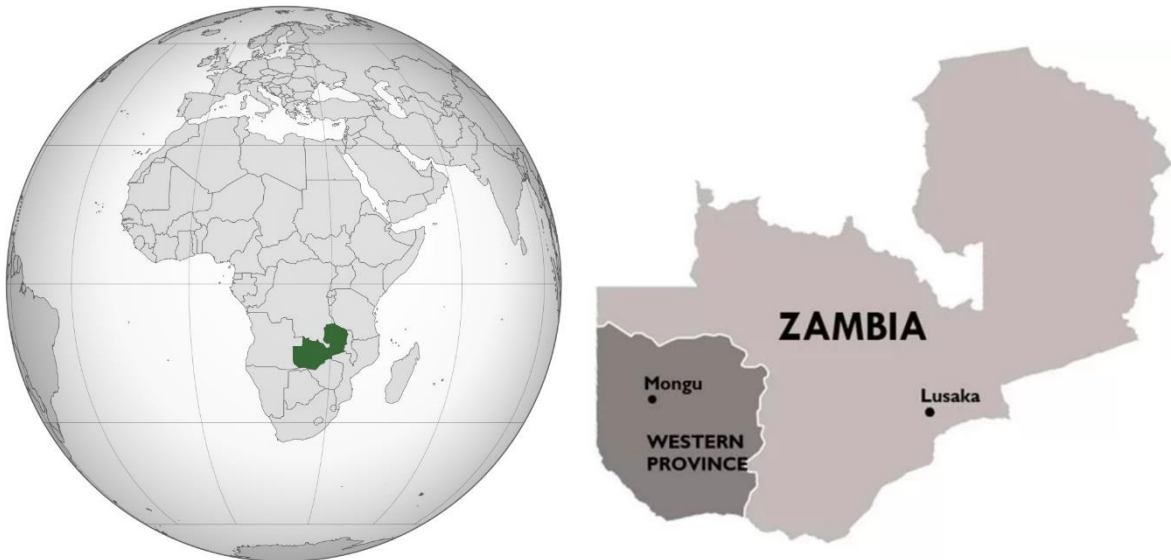 ZAMBIA
Mongu
Lusaka
WESTERN
PROVINCE